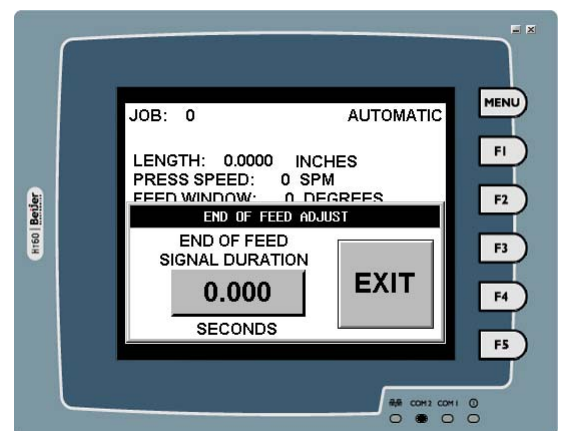 MENU
JOB: 0 AUTOMATIC
F1
LENGTH: 0.0000 INCHES
PRESS SPEED: 0 SPM
FEED WINDOW: 0 DEGREES
F2
END OF FEED ADJUST
END OF FEED
SIGNAL DURATION
F3
EXIT
0.000
F4
SECONDS
F5
H-T60 Beijer
COM2 COM1